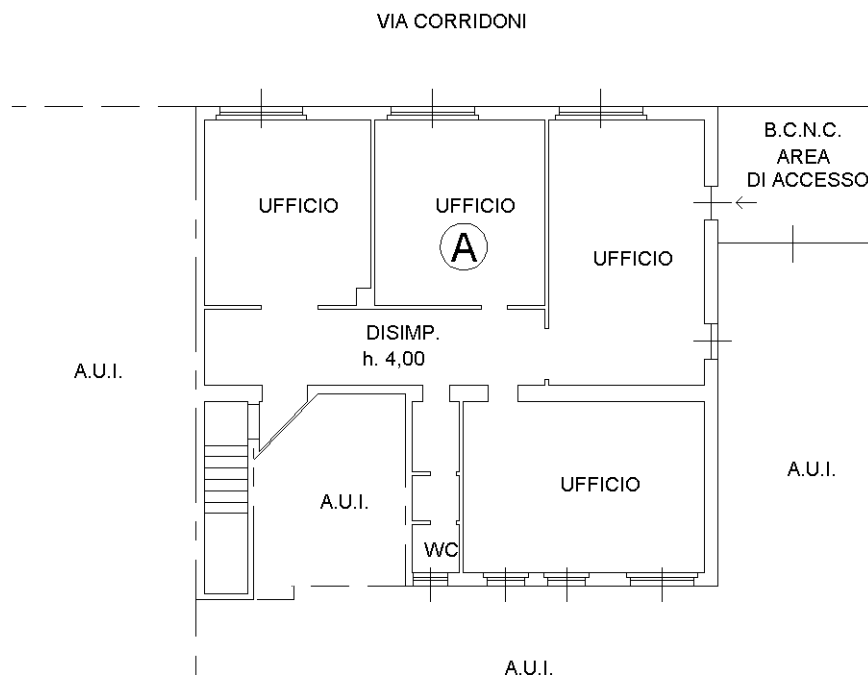 VIA CORRIDONI
B.C.N.C.
AREA
DI ACCESSO
UFFICIO
UFFICIO
A
UFFICIO
DISIMP.
h. 4,00
A.U.I.
A.U.I.
UFFICIO
A.U.I.
WC
A.U.I.